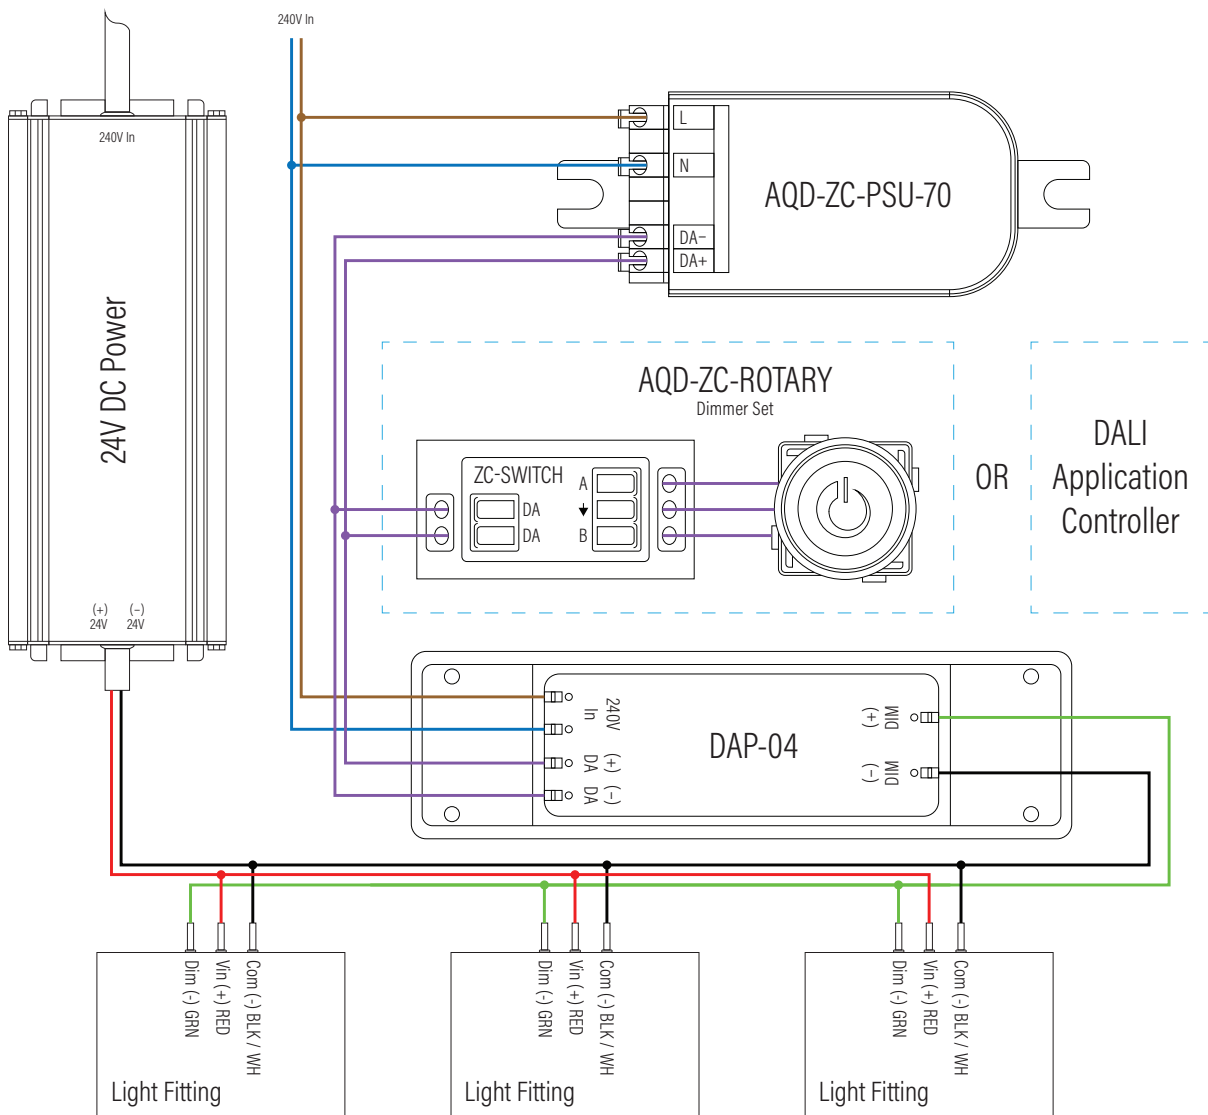 240V In
240V In
24V DC Power
(+) (−)
24V 24V
L
N
DA−
DA+
AQD-ZC-PSU-70
AQD-ZC-ROTARY
Dimmer Set
ZC-SWITCH
DA
DA
A
B
OR
DALI
Application
Controller
240V
In
DA (+)
DA (−)
DAP-04
DIM
(+)
DIM
(−)
Dim (-) GRN
Vin (+) RED
Com (-) BLK / WH
Light Fitting
Dim (-) GRN
Vin (+) RED
Com (-) BLK / WH
Light Fitting
Dim (-) GRN
Vin (+) RED
Com (-) BLK / WH
Light Fitting